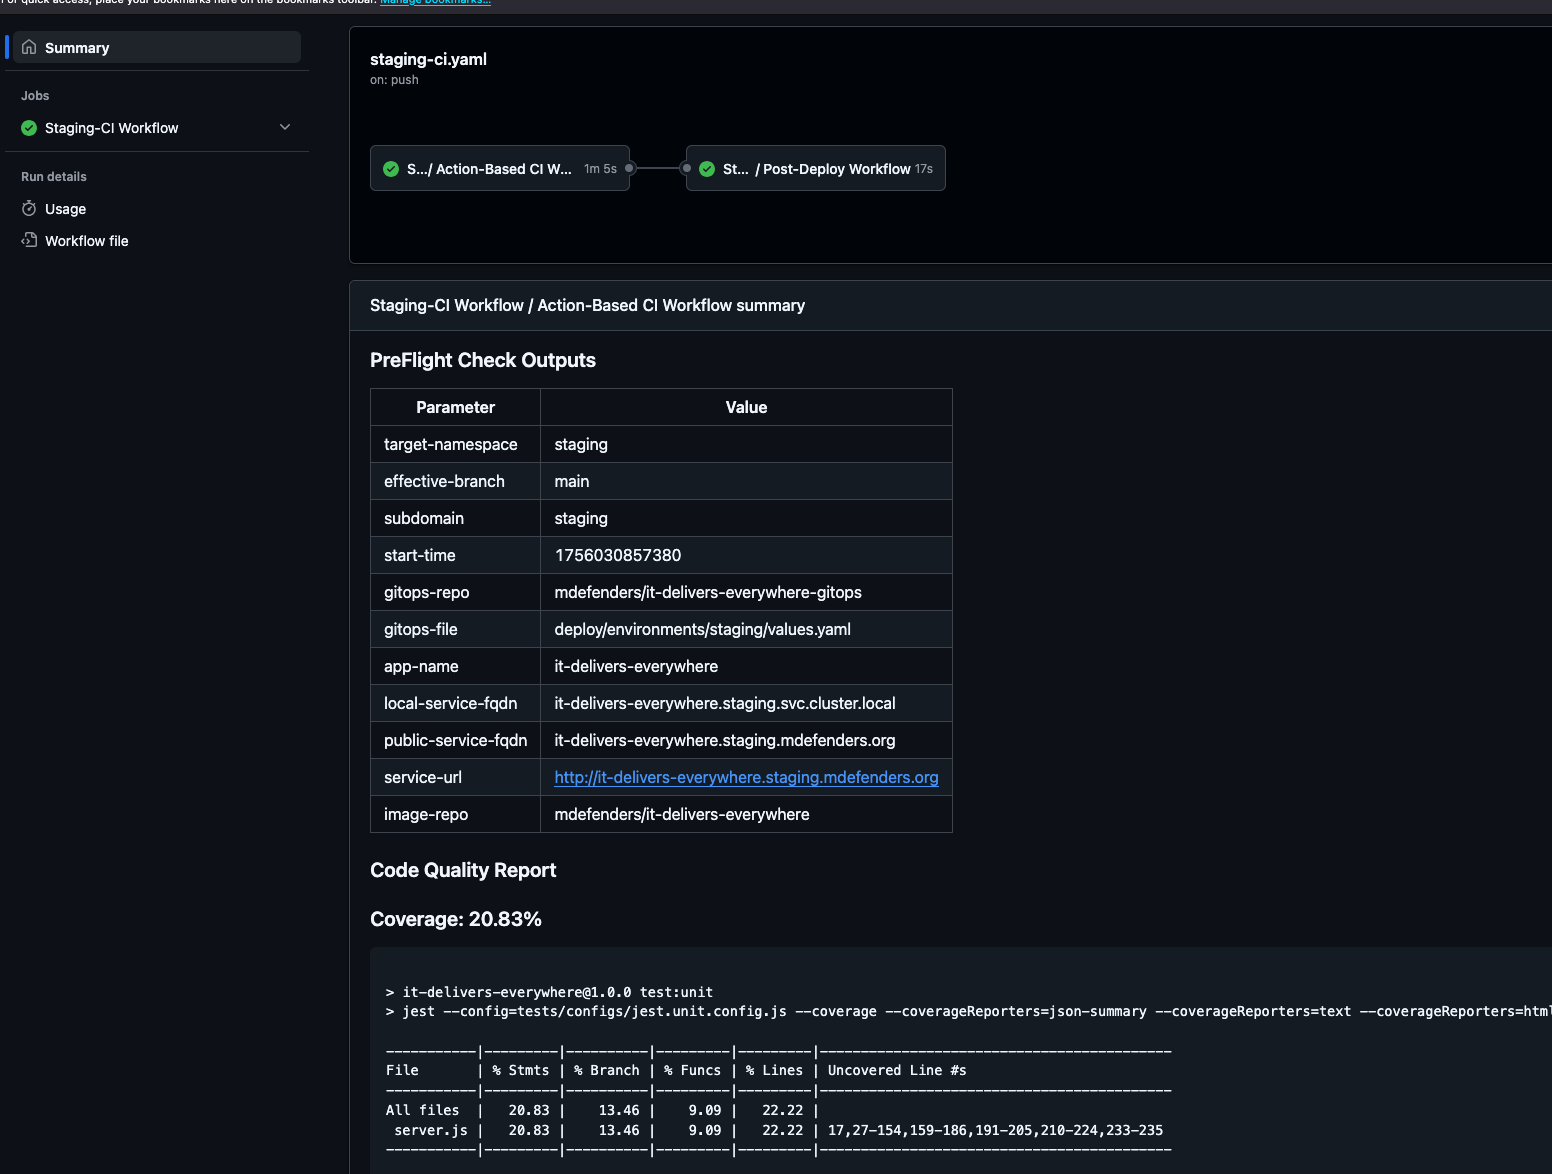 For quick access, place your bookmarks here on the bookmarks toolbar. Manage bookmarks...
Summary
Jobs
Staging-CI Workflow
Run details
Usage
Workflow file
staging-ci.yaml
on: push
S.../ Action-Based CI W... 1m 5s
St... / Post-Deploy Workflow 17s
Staging-CI Workflow / Action-Based CI Workflow summary
PreFlight Check Outputs
Parameter Value
target-namespace staging
effective-branch main
subdomain staging
start-time 1756030857380
gitops-repo mdefenders/it-delivers-everywhere-gitops
gitops-file deploy/environments/staging/values.yaml
app-name it-delivers-everywhere
local-service-fqdn it-delivers-everywhere.staging.svc.cluster.local
public-service-fqdn it-delivers-everywhere.staging.mdefenders.org
service-url http://it-delivers-everywhere.staging.mdefenders.org
image-repo mdefenders/it-delivers-everywhere
Code Quality Report
Coverage: 20.83%
> it-delivers-everywhere@1.0.0 test:unit
> jest --config=tests/configs/jest.unit.config.js --coverage --coverageReporters=json-summary --coverageReporters=text --coverageReporters=html
-----------|---------|----------|---------|---------|-------------------------------------------
File | % Stmts | % Branch | % Funcs | % Lines | Uncovered Line #s
-----------|---------|----------|---------|---------|-------------------------------------------
All files | 20.83 | 13.46 | 9.09 | 22.22 |
server.js | 20.83 | 13.46 | 9.09 | 22.22 | 17,27-154,159-186,191-205,210-224,233-235
-----------|---------|----------|---------|---------|-------------------------------------------